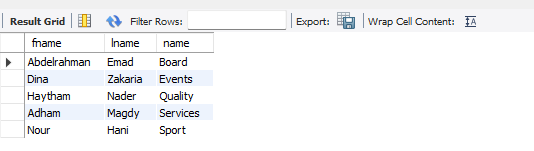 Result Grid Filter Rows: Export: Wrap Cell Content: IA
fname lname name
Abdelrahman Emad Board
Dina Zakaria Events
Haytham Nader Quality
Adham Magdy Services
Nour Hani Sport